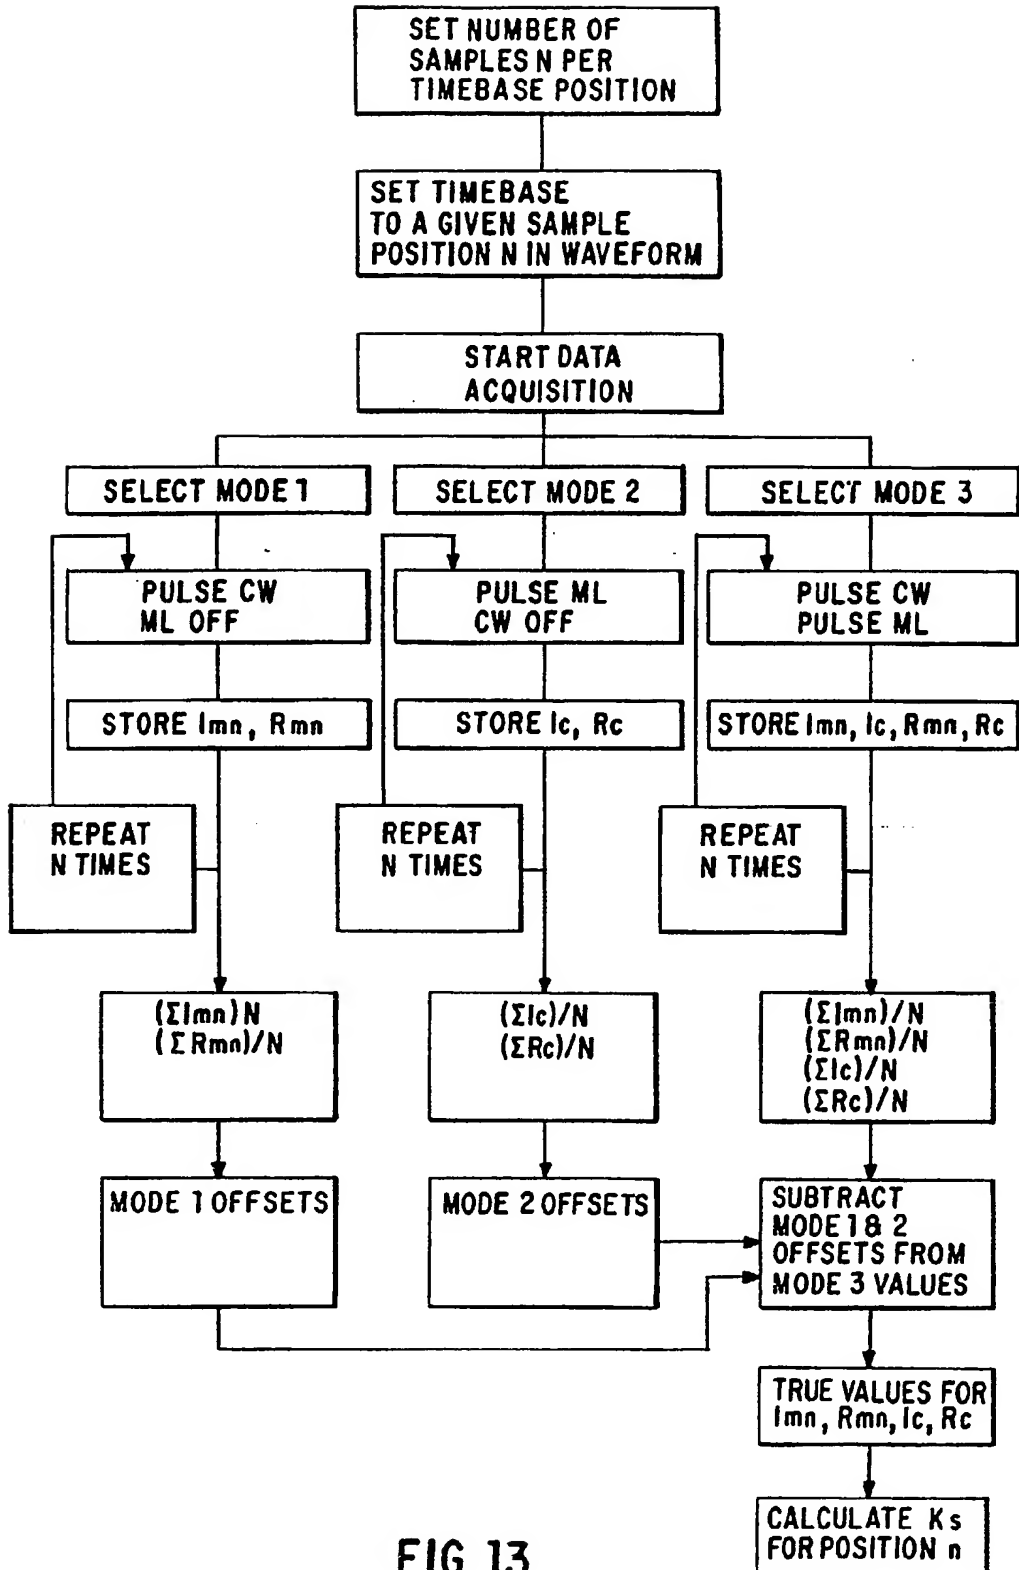 SET NUMBER OF
SAMPLES N PER
TIMEBASE POSITION
SET TIMEBASE
TO A GIVEN SAMPLE
POSITION N IN WAVEFORM
START DATA
ACQUISITION
SELECT MODE 1
SELECT MODE 2
SELECT MODE 3
PULSE CW
ML OFF
PULSE ML
CW OFF
PULSE CW
PULSE ML
STORE Imn, Rmn
STORE Ic, Rc
STORE Imn, Ic, Rmn, Rc
REPEAT
N TIMES
REPEAT
N TIMES
REPEAT
N TIMES
(ΣImn)N
(ΣRmn)/N
(ΣIc)/N
(ΣRc)/N
(ΣImn)/N
(ΣRmn)/N
(ΣIc)/N
(ΣRc)/N
MODE 1 OFFSETS
MODE 2 OFFSETS
SUBTRACT
MODE 1 & 2
OFFSETS FROM
MODE 3 VALUES
TRUE VALUES FOR
Imn, Rmn, Ic, Rc
CALCULATE Ks
FOR POSITION n
FIG 13